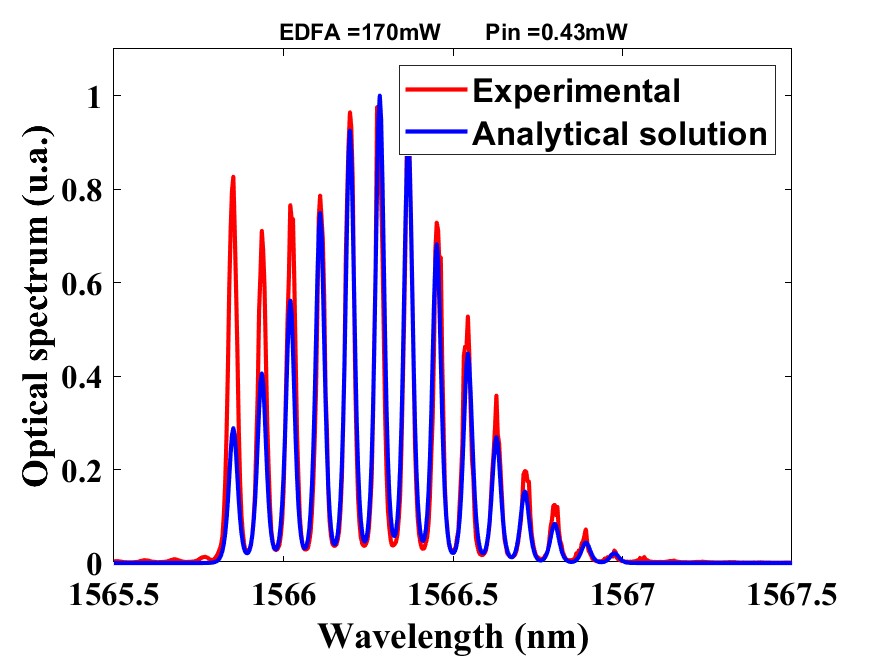 EDFA =170mW Pin =0.43mW
Experimental
Analytical solution
Optical spectrum (u.a.)
1
0.8
0.6
0.4
0.2
0
1565.5 1566 1566.5 1567 1567.5
Wavelength (nm)